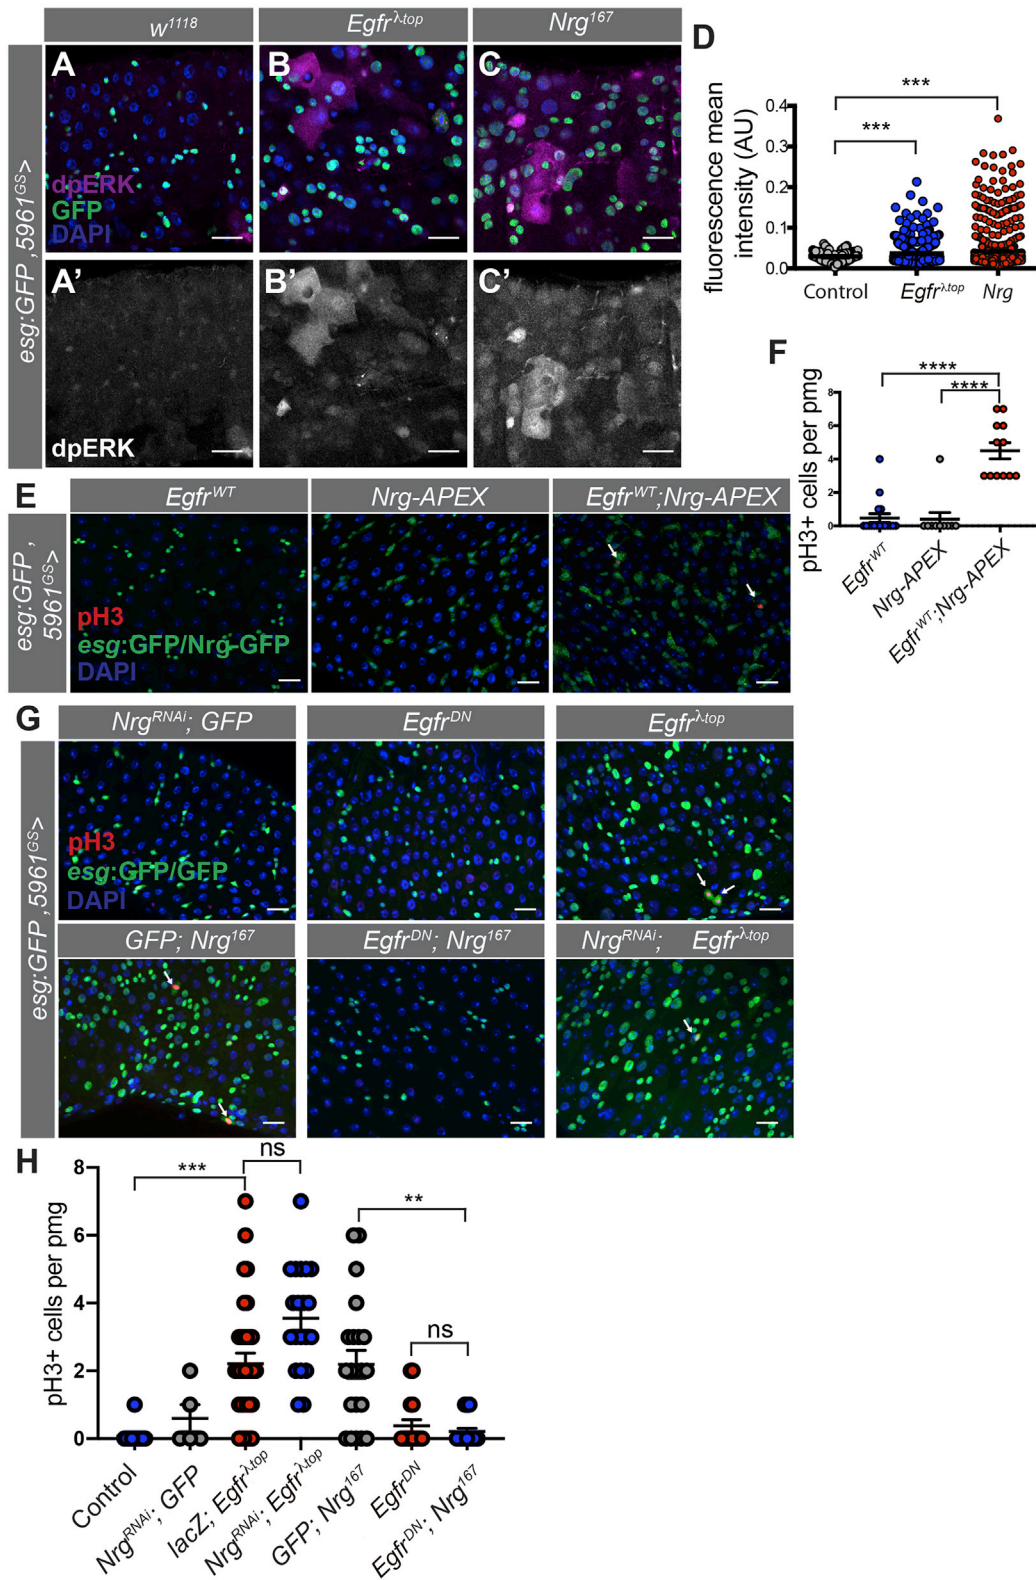 w1118
Egfrλtop
Nrg167
esg:GFP,5961GS>
A
B
C
dpERK
GFP
DAPI
A'
B'
C'
dpERK
D
fluorescence mean
intensity (AU)
0.4
0.3
0.2
0.1
0.0
***
***
Control
Egfrλtop
Nrg
E
esg:GFP,
5961GS>
EgfrWT
Nrg-APEX
EgfrWT;Nrg-APEX
pH3
esg:GFP/Nrg-GFP
DAPI
F
pH3+ cells per pmg
8
6
4
2
0
****
****
EgfrWT
Nrg-APEX
EgfrWT;Nrg-APEX
G
esg:GFP,5961GS>
NrgRNAi; GFP
EgfrDN
Egfrλtop
pH3
esg:GFP/GFP
DAPI
GFP; Nrg167
EgfrDN; Nrg167
NrgRNAi; Egfrλtop
H
pH3+ cells per pmg
8
6
4
2
0
***
ns
**
ns
Control
NrgRNAi; GFP
lacZ; Egfrλtop
NrgRNAi; Egfrλtop
GFP; Nrg167
EgfrDN
EgfrDN; Nrg167